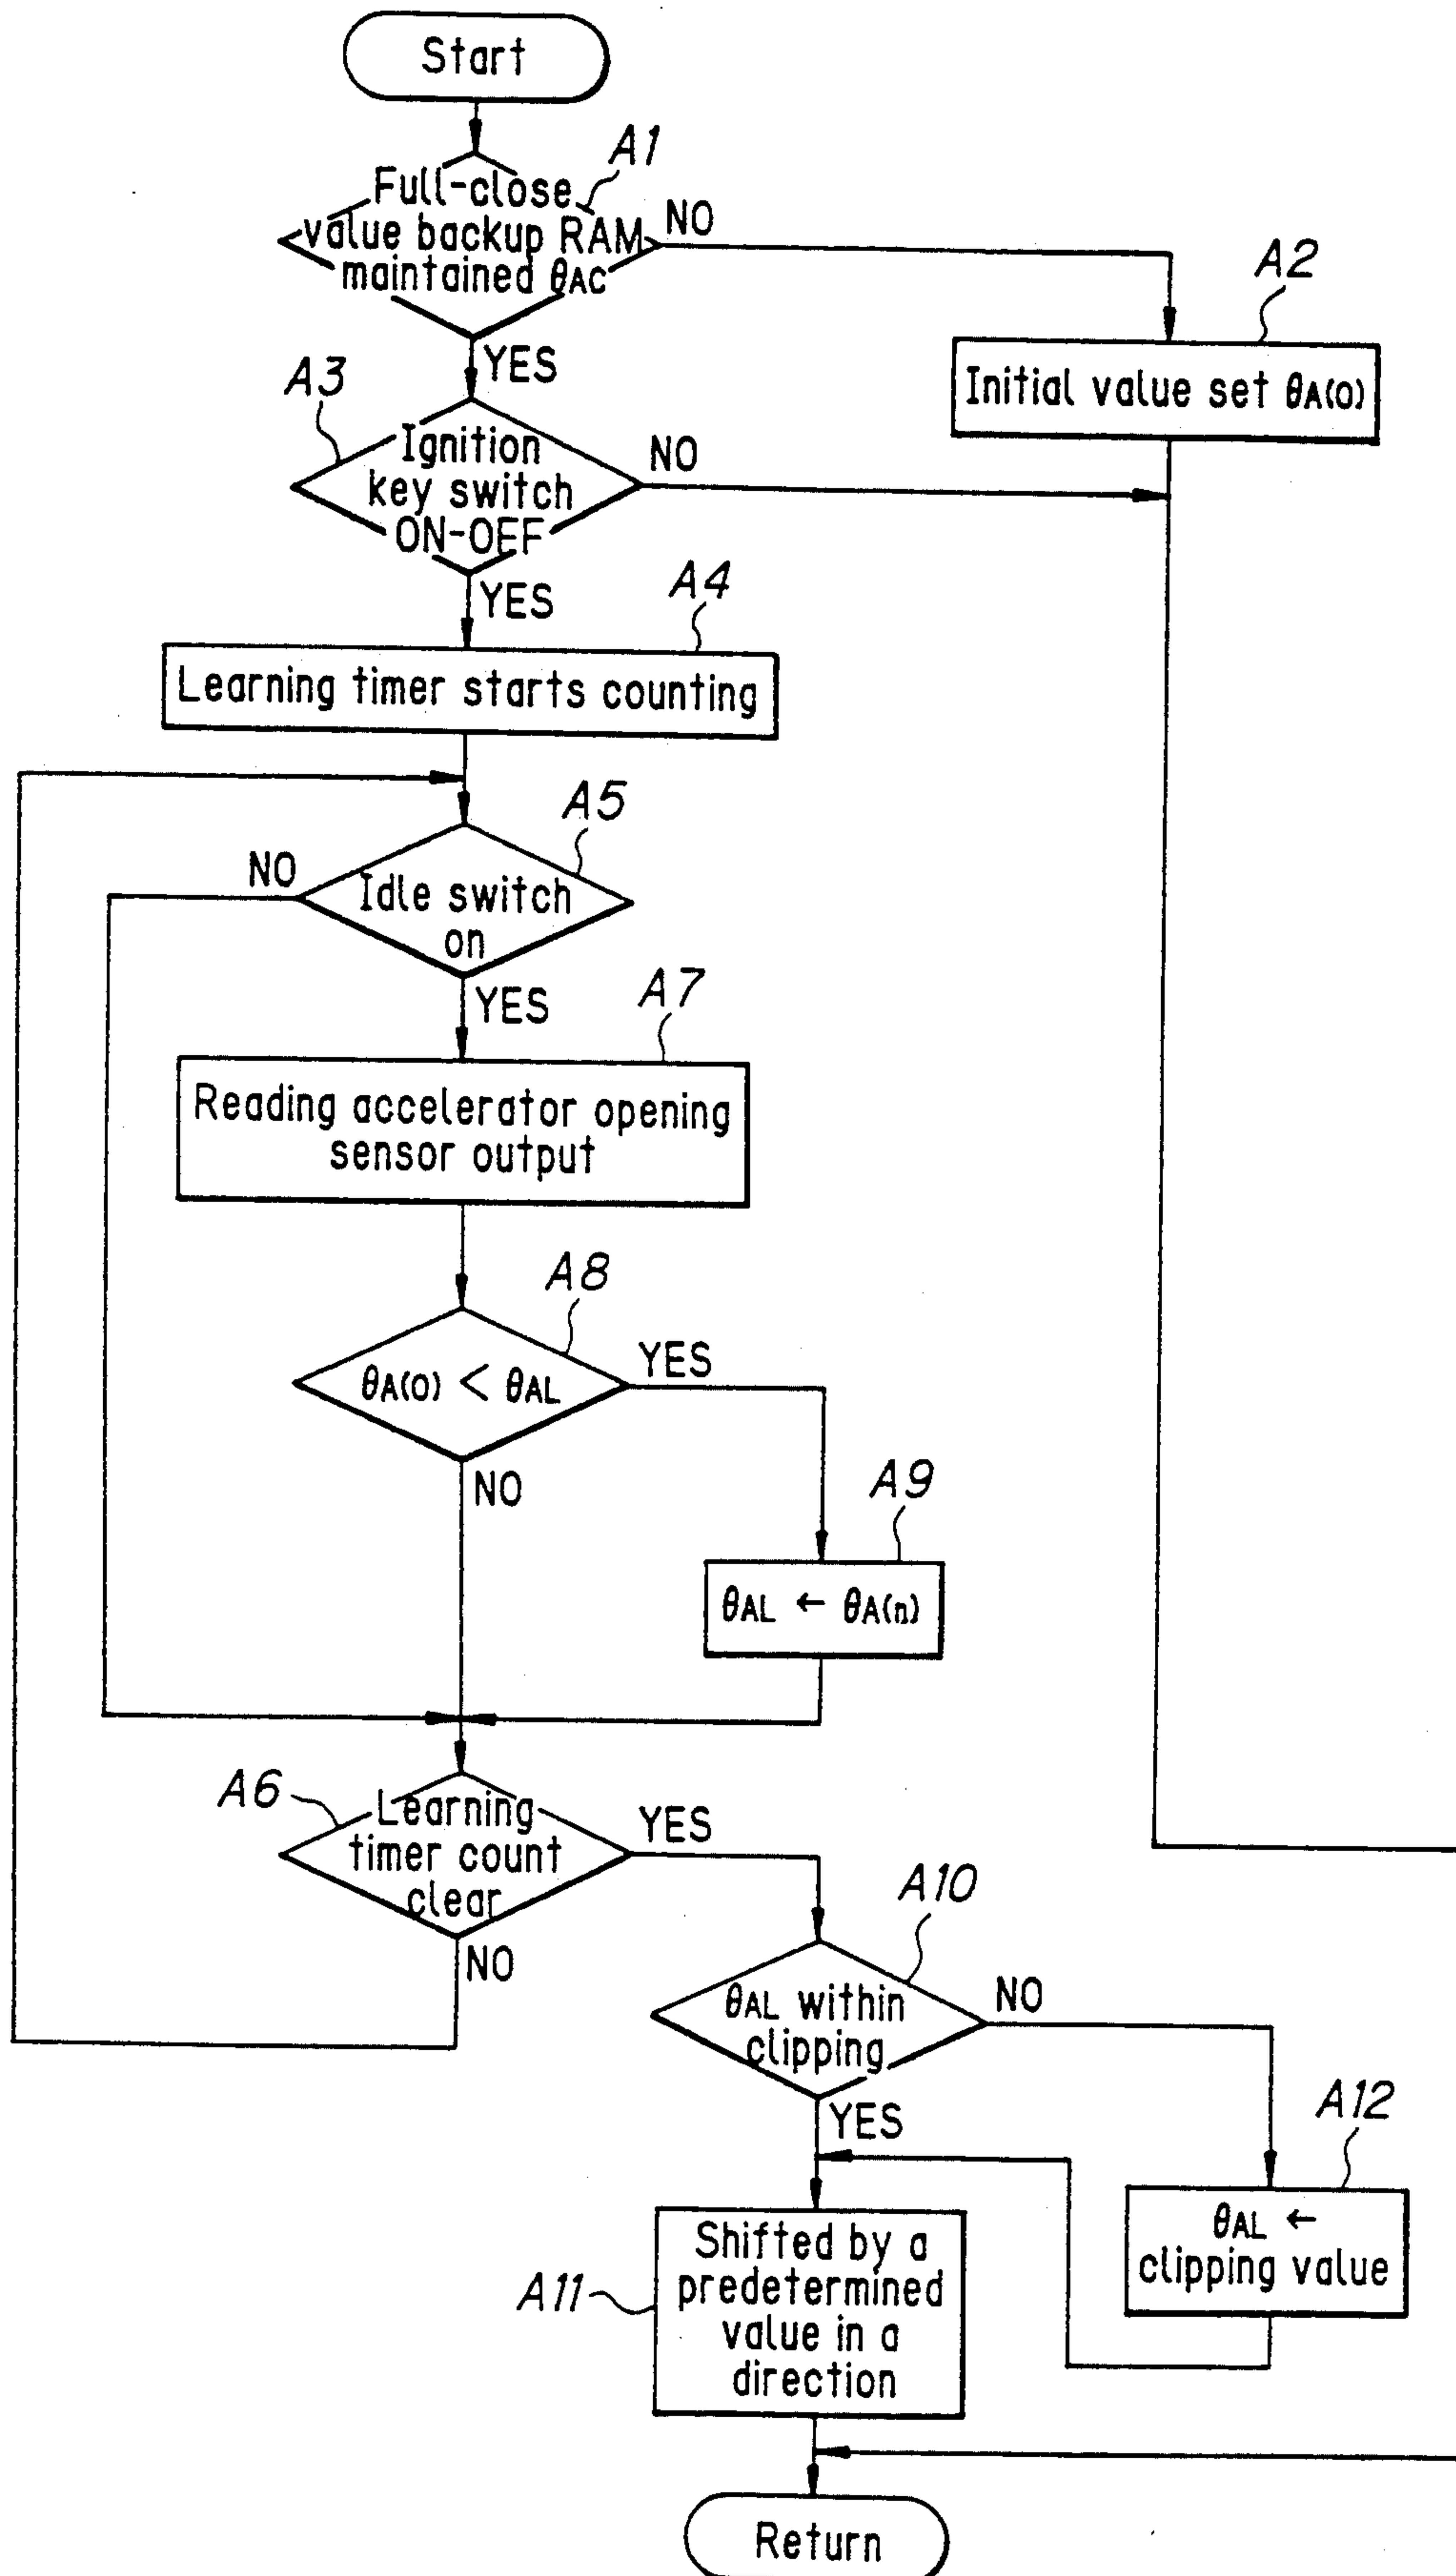 Start
A1
Full-close
value backup RAM
maintained θAC
NO
YES
A2
Initial value set θA(0)
A3
Ignition
key switch
ON-OFF
NO
YES
A4
Learning timer starts counting
A5
NO
Idle switch
on
YES
A7
Reading accelerator opening
sensor output
A8
θA(0) < θAL
YES
NO
A9
θAL ← θA(n)
A6
Learning
timer count
clear
YES
NO
A10
θAL within
clipping
NO
YES
A12
θAL ←
clipping value
A11
Shifted by a
predetermined
value in a
direction
Return